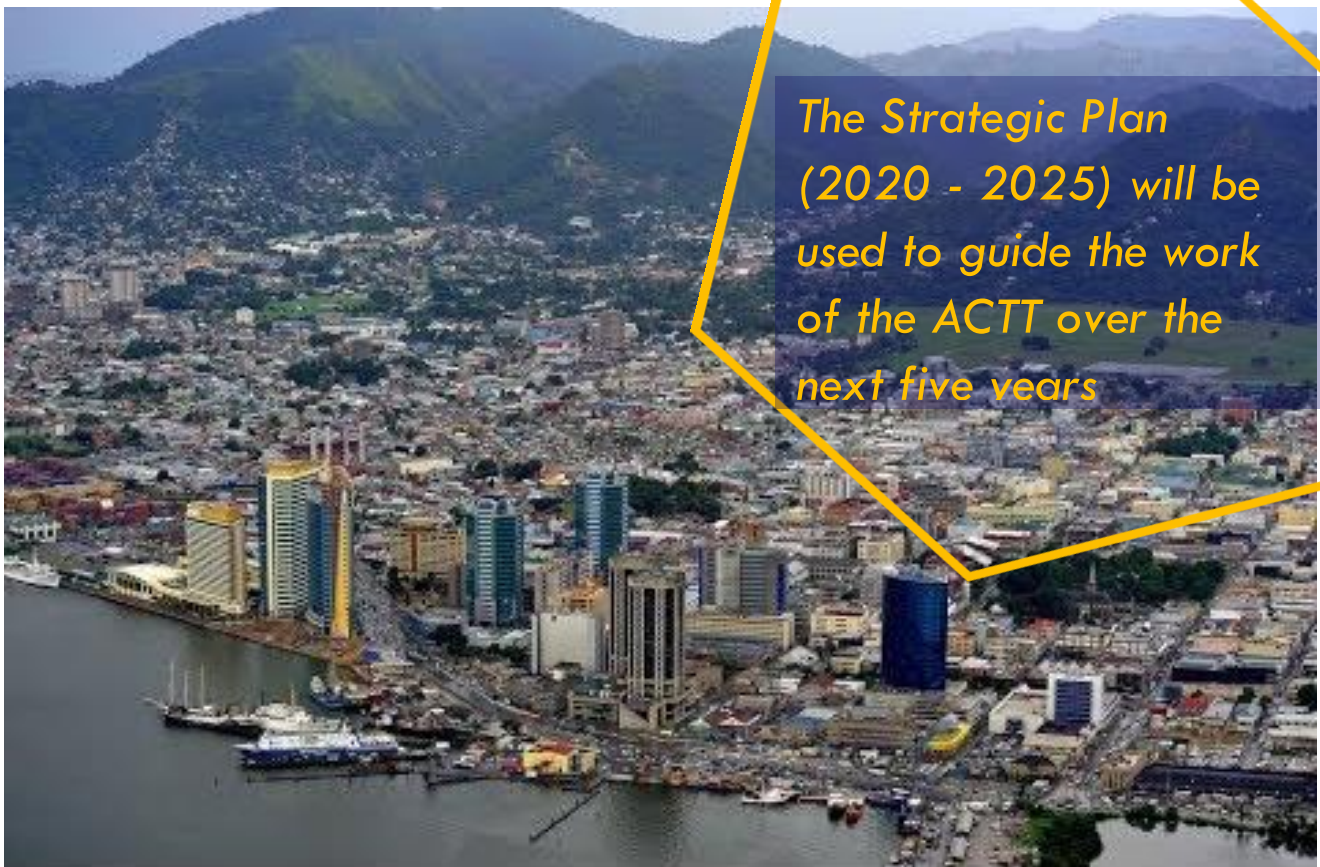 The Strategic Plan
(2020 - 2025) will be
used to guide the work
of the ACTT over the
next five years